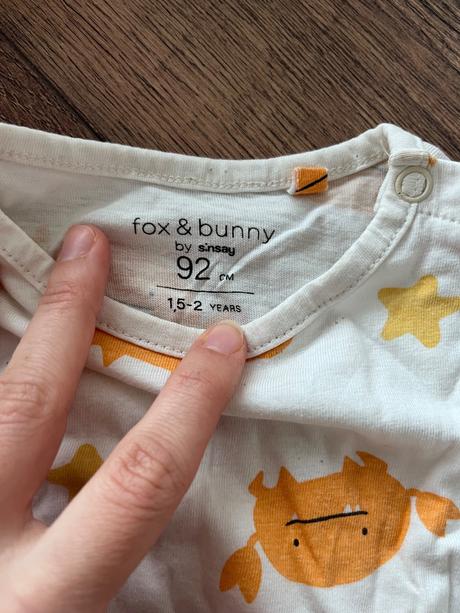 fox & bunny
by sinsay
92 CM
1,5-2 YEARS